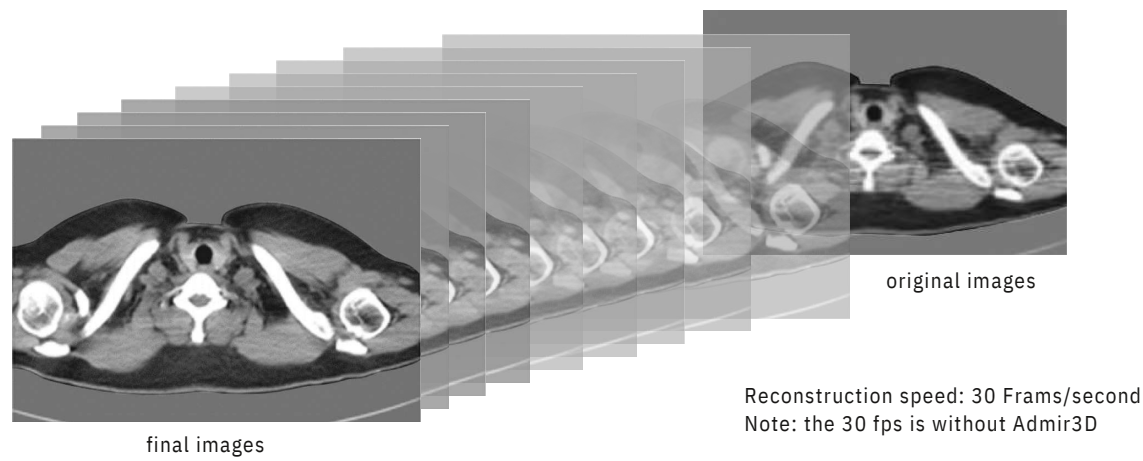 original images
Reconstruction speed: 30 Frams/second
Note: the 30 fps is without Admir3D
final images